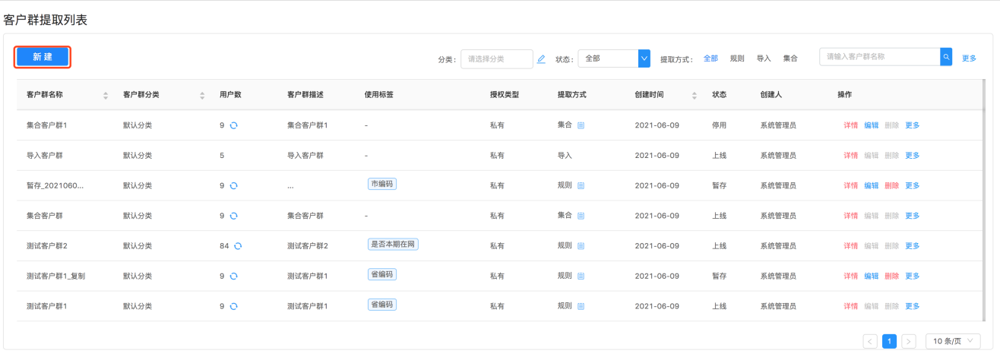 客户群提取列表
新 建 分类： 请选择分类 状态： 全部 提取方式： 全部 规则 导入 集合 请输入客户群名称 更多
客户群名称 客户群分类 用户数 客户群描述 使用标签 授权类型 提取方式 创建时间 状态 创建人 操作
集合客户群1 默认分类 9 集合客户群1 - 私有 集合 2021-06-09 停用 系统管理员 详情 编辑 删除 更多
导入客户群 默认分类 5 导入客户群 - 私有 导入 2021-06-09 上线 系统管理员 详情 编辑 删除 更多
暂存_2021060... 默认分类 9 ... 市编码 私有 规则 2021-06-09 暂存 系统管理员 详情 编辑 删除 更多
集合客户群 默认分类 9 集合客户群 - 私有 集合 2021-06-09 上线 系统管理员 详情 编辑 删除 更多
测试客户群2 默认分类 84 测试客户群2 是否本期在网 私有 规则 2021-06-09 上线 系统管理员 详情 编辑 删除 更多
测试客户群1_复制 默认分类 9 测试客户群1 省编码 私有 规则 2021-06-09 暂存 系统管理员 详情 编辑 删除 更多
测试客户群1 默认分类 9 测试客户群1 省编码 私有 规则 2021-06-09 上线 系统管理员 详情 编辑 删除 更多
< 1 > 10 条/页